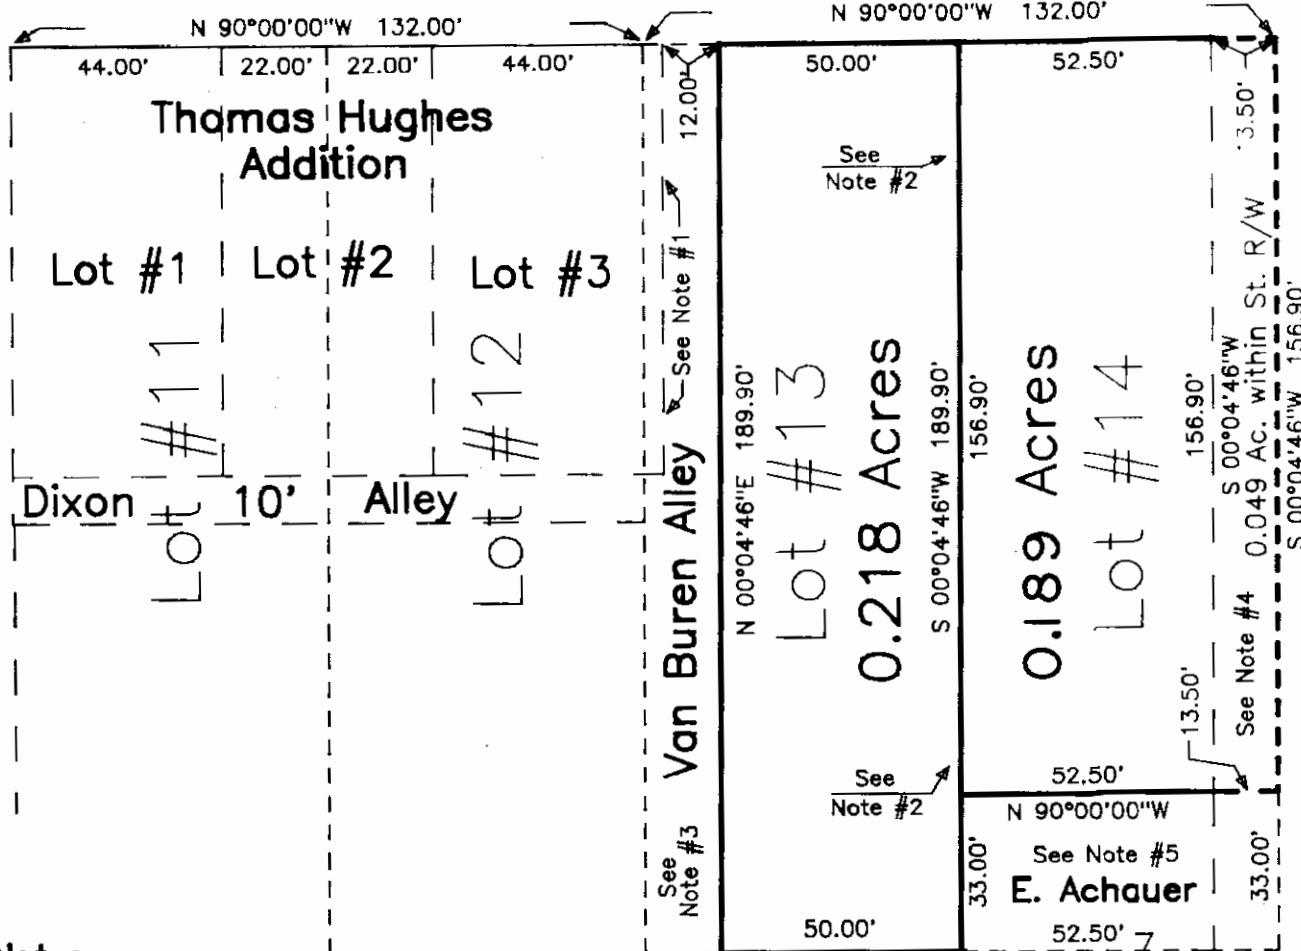 N 90°00'00"W 132.00'
N 90°00'00"W 132.00'
44.00'
22.00'
22.00'
44.00'
12.00'
50.00'
52.50'
Thomas Hughes
Addition
See
Note #2
Lot #1
Lot #2
Lot #3
See Note #1
Lot #11
Lot #12
Dixon 10' Alley
Van Buren Alley
See
Note #3
N 00°04'46"E 189.90'
Lot #13
0.218 Acres
S 00°04'46"W 189.90'
156.90'
0.189 Acres
Lot #14
156.90'
S 00°04'46"W
0.049 Ac. within St. R/W
13.50'
S 00°04'46"W 156.90'
See Note #4
13.50'
See
Note #2
52.50'
N 90°00'00"W
33.00'
See Note #5
E. Achauer
33.00'
50.00'
52.50'